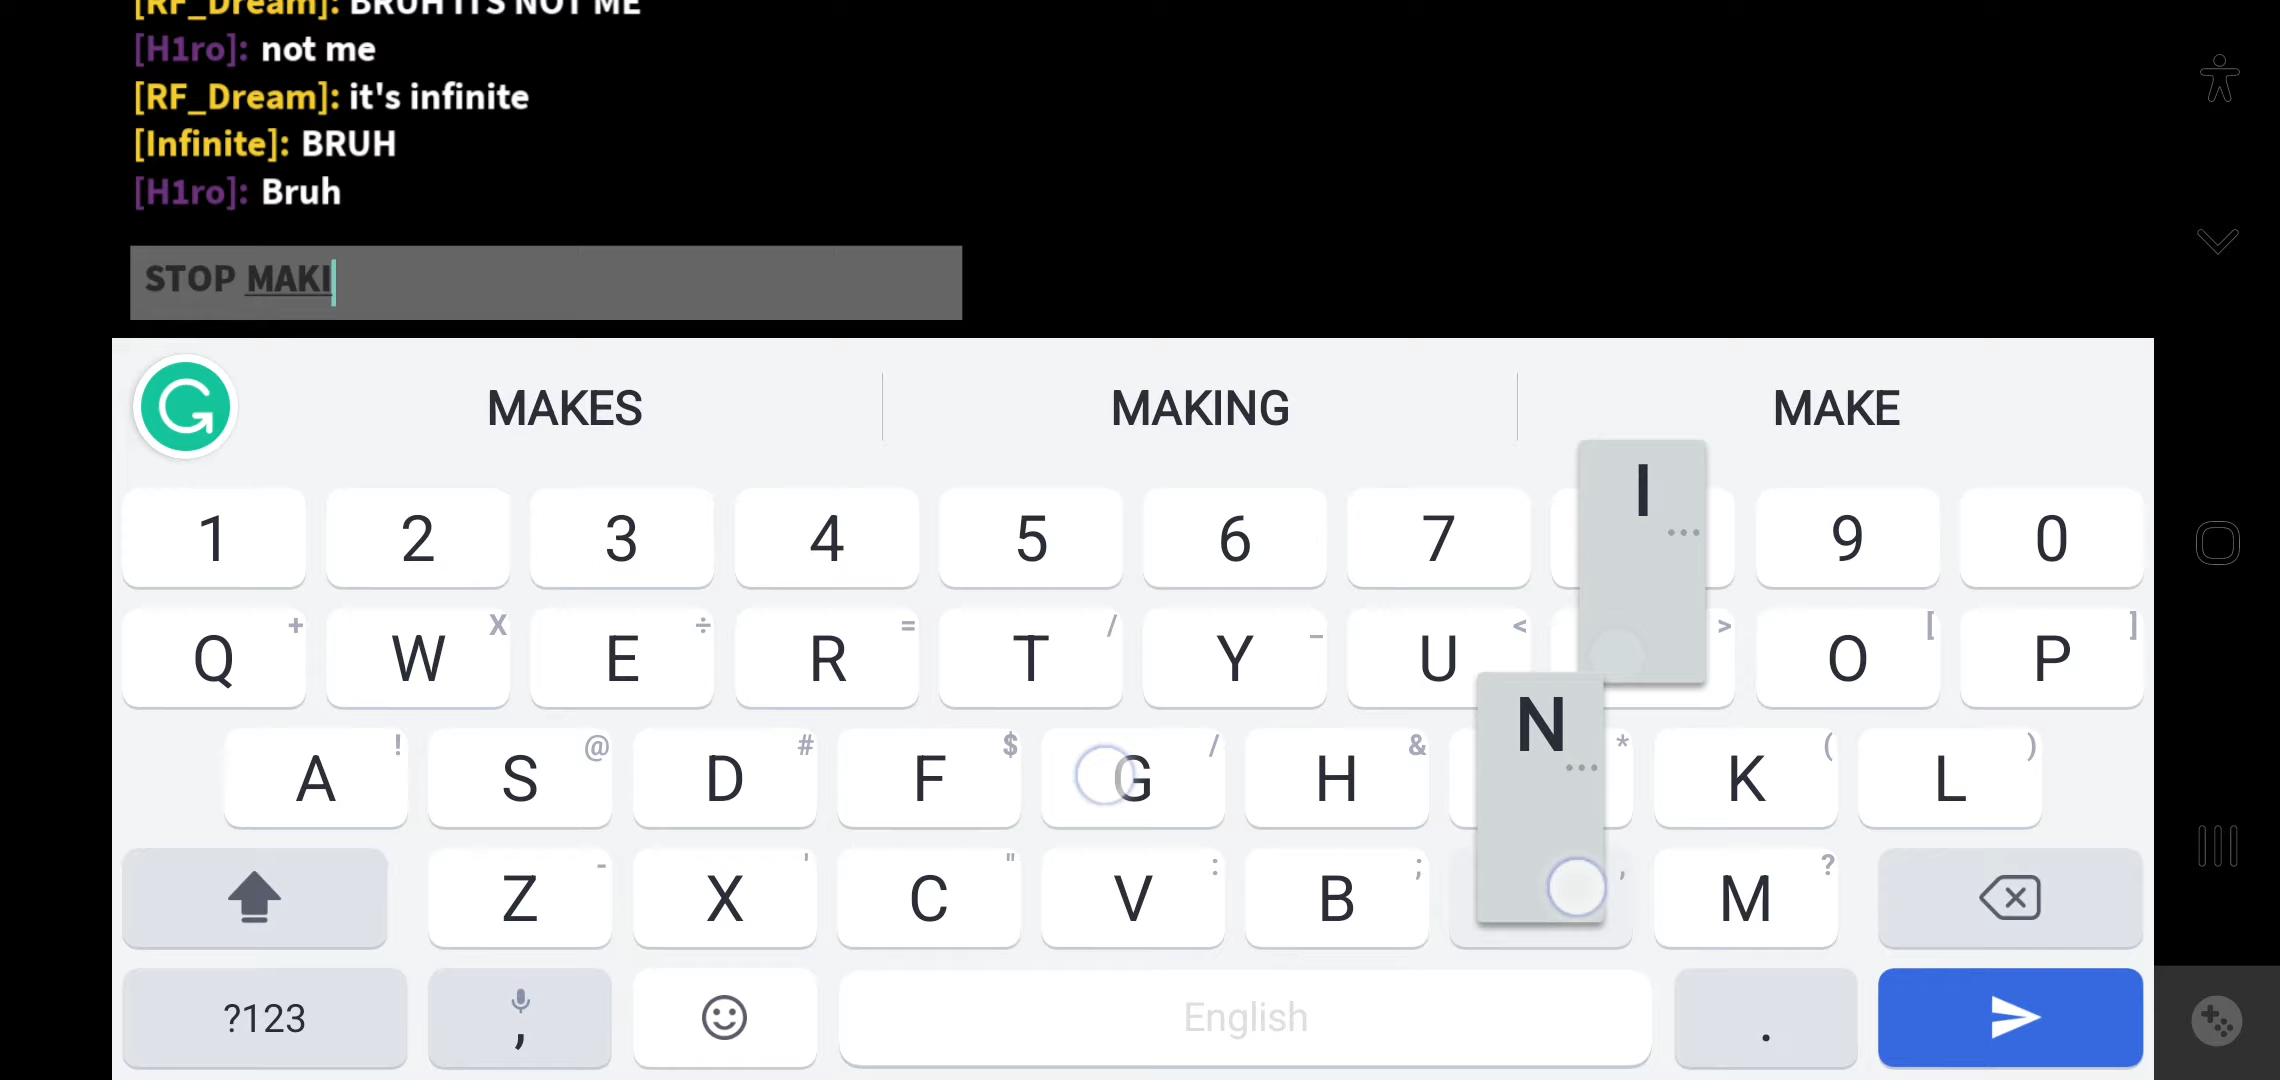 [RF_Dream]: BRUH ITS NOT ME
[H1ro]: not me
[RF_Dream]: it's infinite
[Infinite]: BRUH
[H1ro]: Bruh
STOP MAKI
MAKES MAKING MAKE
I
1 2 3 4 5 6 7 9 0
+ X ÷ = / _ < > [ ]
Q W E R T Y U O P
N
! @ # $ / & * ( )
A S D F G H K L
- ' " : ; , ?
Z X C V B M
?123 , English .